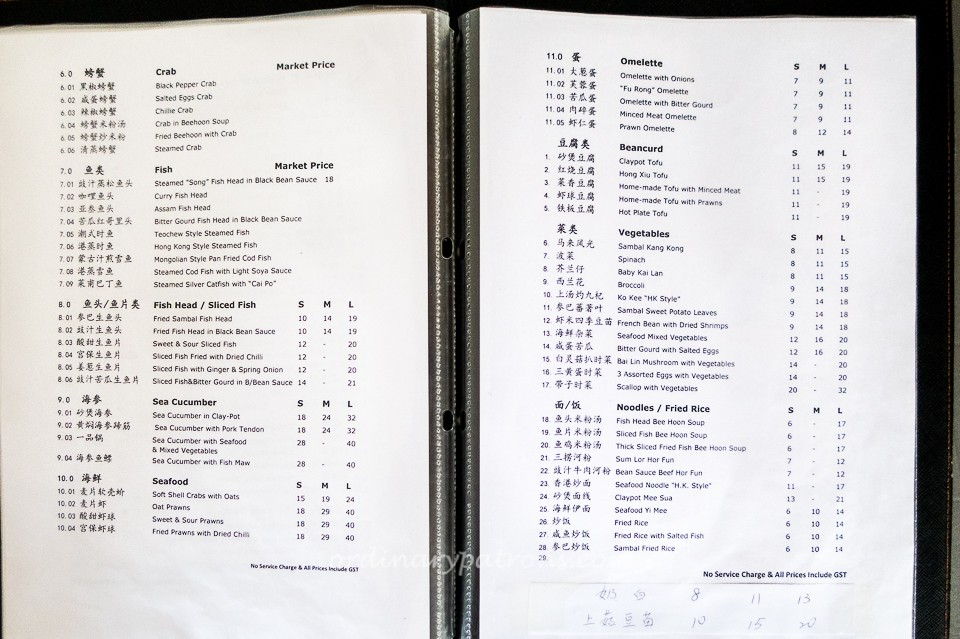 6.0 螃蟹 Crab Market Price
6.01 黑椒螃蟹 Black Pepper Crab
6.02 咸蛋螃蟹 Salted Eggs Crab
6.03 辣椒螃蟹 Chillie Crab
6.04 螃蟹米粉汤 Crab in Beehoon Soup
6.05 螃蟹炒米粉 Fried Beehoon with Crab
6.06 清蒸螃蟹 Steamed Crab
7.0 鱼类 Fish Market Price
7.01 豉汁蒸松鱼头 Steamed "Song" Fish Head in Black Bean Sauce 18
7.02 咖哩鱼头 Curry Fish Head
7.03 亚叁鱼头 Assam Fish Head
7.04 苦瓜红哥里头 Bitter Gourd Fish Head in Black Bean Sauce
7.05 潮式时鱼 Teochew Style Steamed Fish
7.06 港蒸时鱼 Hong Kong Style Steamed Fish
7.07 蒙古汁煎雪鱼 Mongolian Style Pan Fried Cod Fish
7.08 港蒸雪鱼 Steamed Cod Fish with Light Soya Sauce
7.09 菜甫巴丁鱼 Steamed Silver Catfish with "Cai Po"
8.0 鱼头/鱼片类 Fish Head / Sliced Fish S M L
8.01 参巴生鱼头 Fried Sambal Fish Head 10 14 19
8.02 豉汁生鱼头 Fried Fish Head in Black Bean Sauce 10 14 19
8.03 酸甜生鱼片 Sweet & Sour Sliced Fish 12 - 20
8.04 宫保生鱼片 Sliced Fish Fried with Dried Chilli 12 - 20
8.05 姜葱生鱼片 Sliced Fish with Ginger & Spring Onion 12 - 20
8.06 豉汁苦瓜生鱼片 Sliced Fish&Bitter Gourd in B/Bean Sauce 14 - 21
9.0 海参 Sea Cucumber S M L
9.01 砂煲海参 Sea Cucumber in Clay-Pot 18 24 32
9.02 黄焖海参蹄筋 Sea Cucumber with Pork Tendon 18 24 32
9.03 一品锅 Sea Cucumber with Seafood 28 - 40
& Mixed Vegetables
9.04 海参鱼鳔 Sea Cucumber with Fish Maw 28 - 40
10.0 海鲜 Seafood S M L
10.01 麦片软壳蚧 Soft Shell Crabs with Oats 15 19 24
10.02 麦片虾 Oat Prawns 18 29 40
10.03 酸甜虾球 Sweet & Sour Prawns 18 29 40
10.04 宫保虾球 Fried Prawns with Dried Chilli 18 29 40
No Service Charge & All Prices Include GST
11.0 蛋 Omelette S M L
11.01 大葱蛋 Omelette with Onions 7 9 11
11.02 芙蓉蛋 "Fu Rong" Omelette 7 9 11
11.03 苦瓜蛋 Omelette with Bitter Gourd 7 9 11
11.04 肉碎蛋 Minced Meat Omelette 7 9 11
11.05 虾仁蛋 Prawn Omelette 8 12 14
豆腐类 Beancurd S M L
1. 砂煲豆腐 Claypot Tofu 11 15 19
2. 红烧豆腐 Hong Xiu Tofu 11 15 19
3. 菜香豆腐 Home-made Tofu with Minced Meat 11 - 19
4. 虾球豆腐 Home-made Tofu with Prawns 11 - 19
5. 铁板豆腐 Hot Plate Tofu 11 - 19
菜类 Vegetables S M L
6. 马来风光 Sambal Kang Kong 8 11 15
7. 波菜 Spinach 8 11 15
8. 芥兰仔 Baby Kai Lan 8 11 15
9. 西兰花 Broccoli 9 14 18
10. 上汤灼九杞 Ko Kee "HK Style" 9 14 18
11. 参巴蕃薯叶 Sambal Sweet Potato Leaves 9 14 18
12. 虾米四季豆苗 French Bean with Dried Shrimps 9 14 18
13. 海鲜杂菜 Seafood Mixed Vegetables 12 16 20
14. 咸蛋苦瓜 Bitter Gourd with Salted Eggs 12 16 20
15. 白灵菇扒时菜 Bai Lin Mushroom with Vegetables 14 - 20
16. 三黄蛋时菜 3 Assorted Eggs with Vegetables 14 - 20
17. 带子时菜 Scallop with Vegetables 20 - 32
面/饭 Noodles / Fried Rice S M L
18. 鱼头米粉汤 Fish Head Bee Hoon Soup 6 - 17
19. 鱼片米粉汤 Sliced Fish Bee Hoon Soup 6 - 17
20. 鱼鸡米粉汤 Thick Sliced Fried Fish Bee Hoon Soup 6 - 17
21. 三捞河粉 Sum Lor Hor Fun 7 - 12
22. 豉汁牛肉河粉 Bean Sauce Beef Hor Fun 7 - 12
23. 香港炒面 Seafood Noodle "H.K. Style" 11 - 17
24. 砂煲面线 Claypot Mee Sua 13 - 21
25. 海鲜伊面 Seafood Yi Mee 6 10 14
26. 炒饭 Fried Rice 6 10 14
27. 咸鱼炒饭 Fried Rice with Salted Fish 6 10 14
28. 参巴炒饭 Sambal Fried Rice 6 10 14
29.
No Service Charge & All Prices Include GST
奶白 8 11 13
上菇豆苗 10 15 20